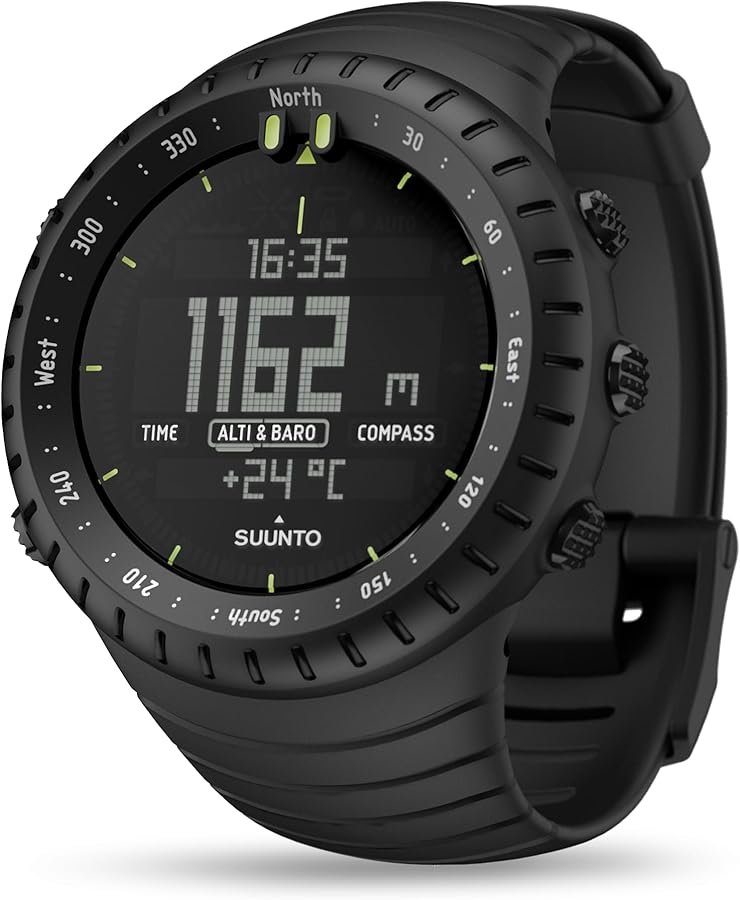 North
30
60
East
120
150
South
210
240
West
300
330
AUTO
16:35
1162 m
TIME ALTI & BARO COMPASS
+24 °C
SUUNTO